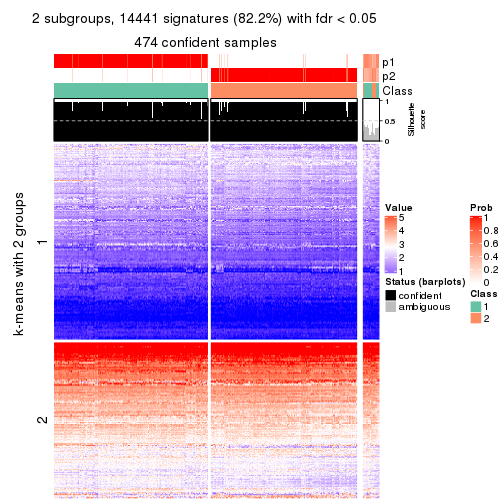 2 subgroups, 14441 signatures (82.2%) with fdr < 0.05
474 confident samples
p1
p2
Class
1
0.5
0
Silhouette
score
k-means with 2 groups
1
2
Value
5
4
3
2
1
Status (barplots)
confident
ambiguous
Prob
1
0.8
0.6
0.4
0.2
0
Class
1
2